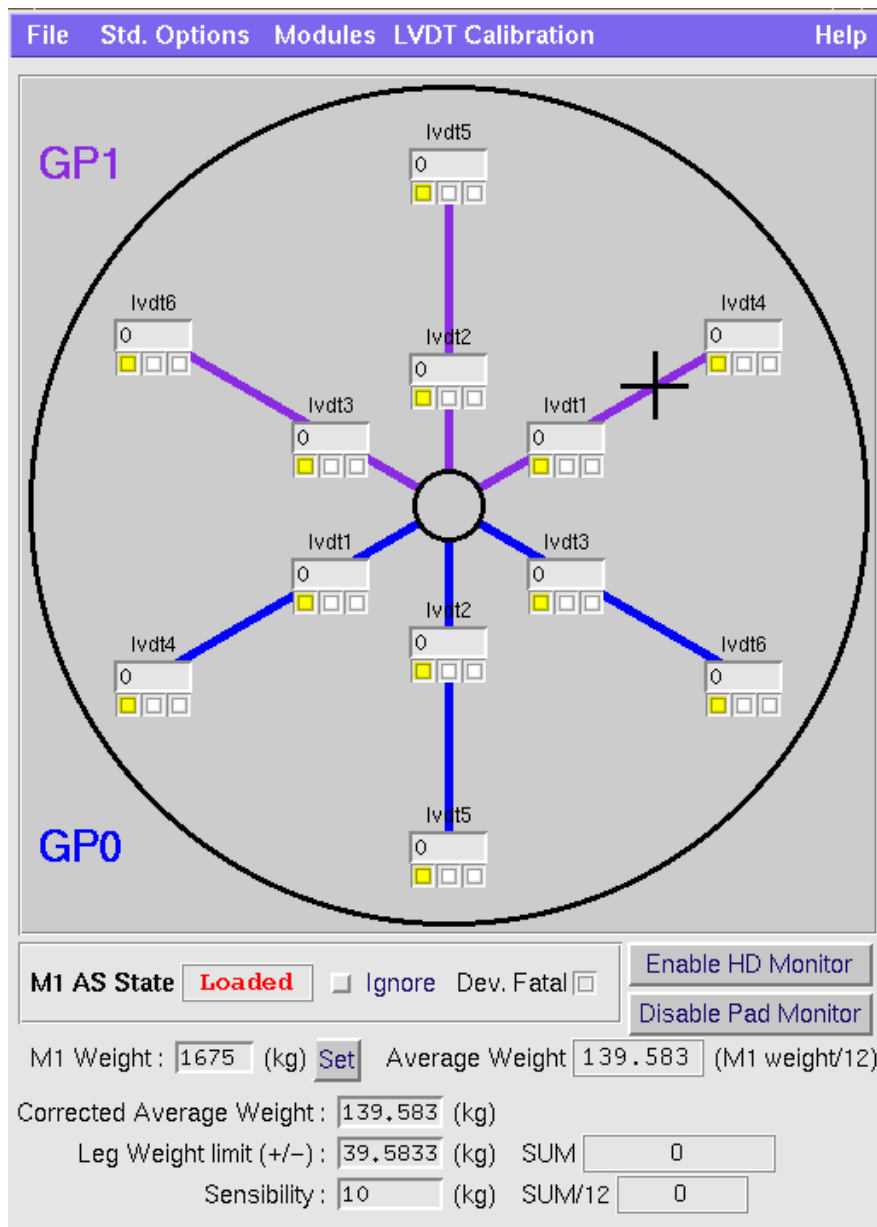 File Std. Options Modules LVDT Calibration Help
GP1
lvdt5
0
lvdt6
0
lvdt2
0
lvdt4
0
lvdt3
0
lvdt1
0
lvdt1
0
lvdt3
0
lvdt2
0
lvdt4
0
lvdt6
0
lvdt5
0
GP0
M1 AS State Loaded Ignore Dev. Fatal
Enable HD Monitor
Disable Pad Monitor
M1 Weight : 1675 (kg) Set Average Weight 139.583 (M1 weight/12)
Corrected Average Weight : 139.583 (kg)
Leg Weight limit (+/-) : 39.5833 (kg) SUM 0
Sensibility : 10 (kg) SUM/12 0